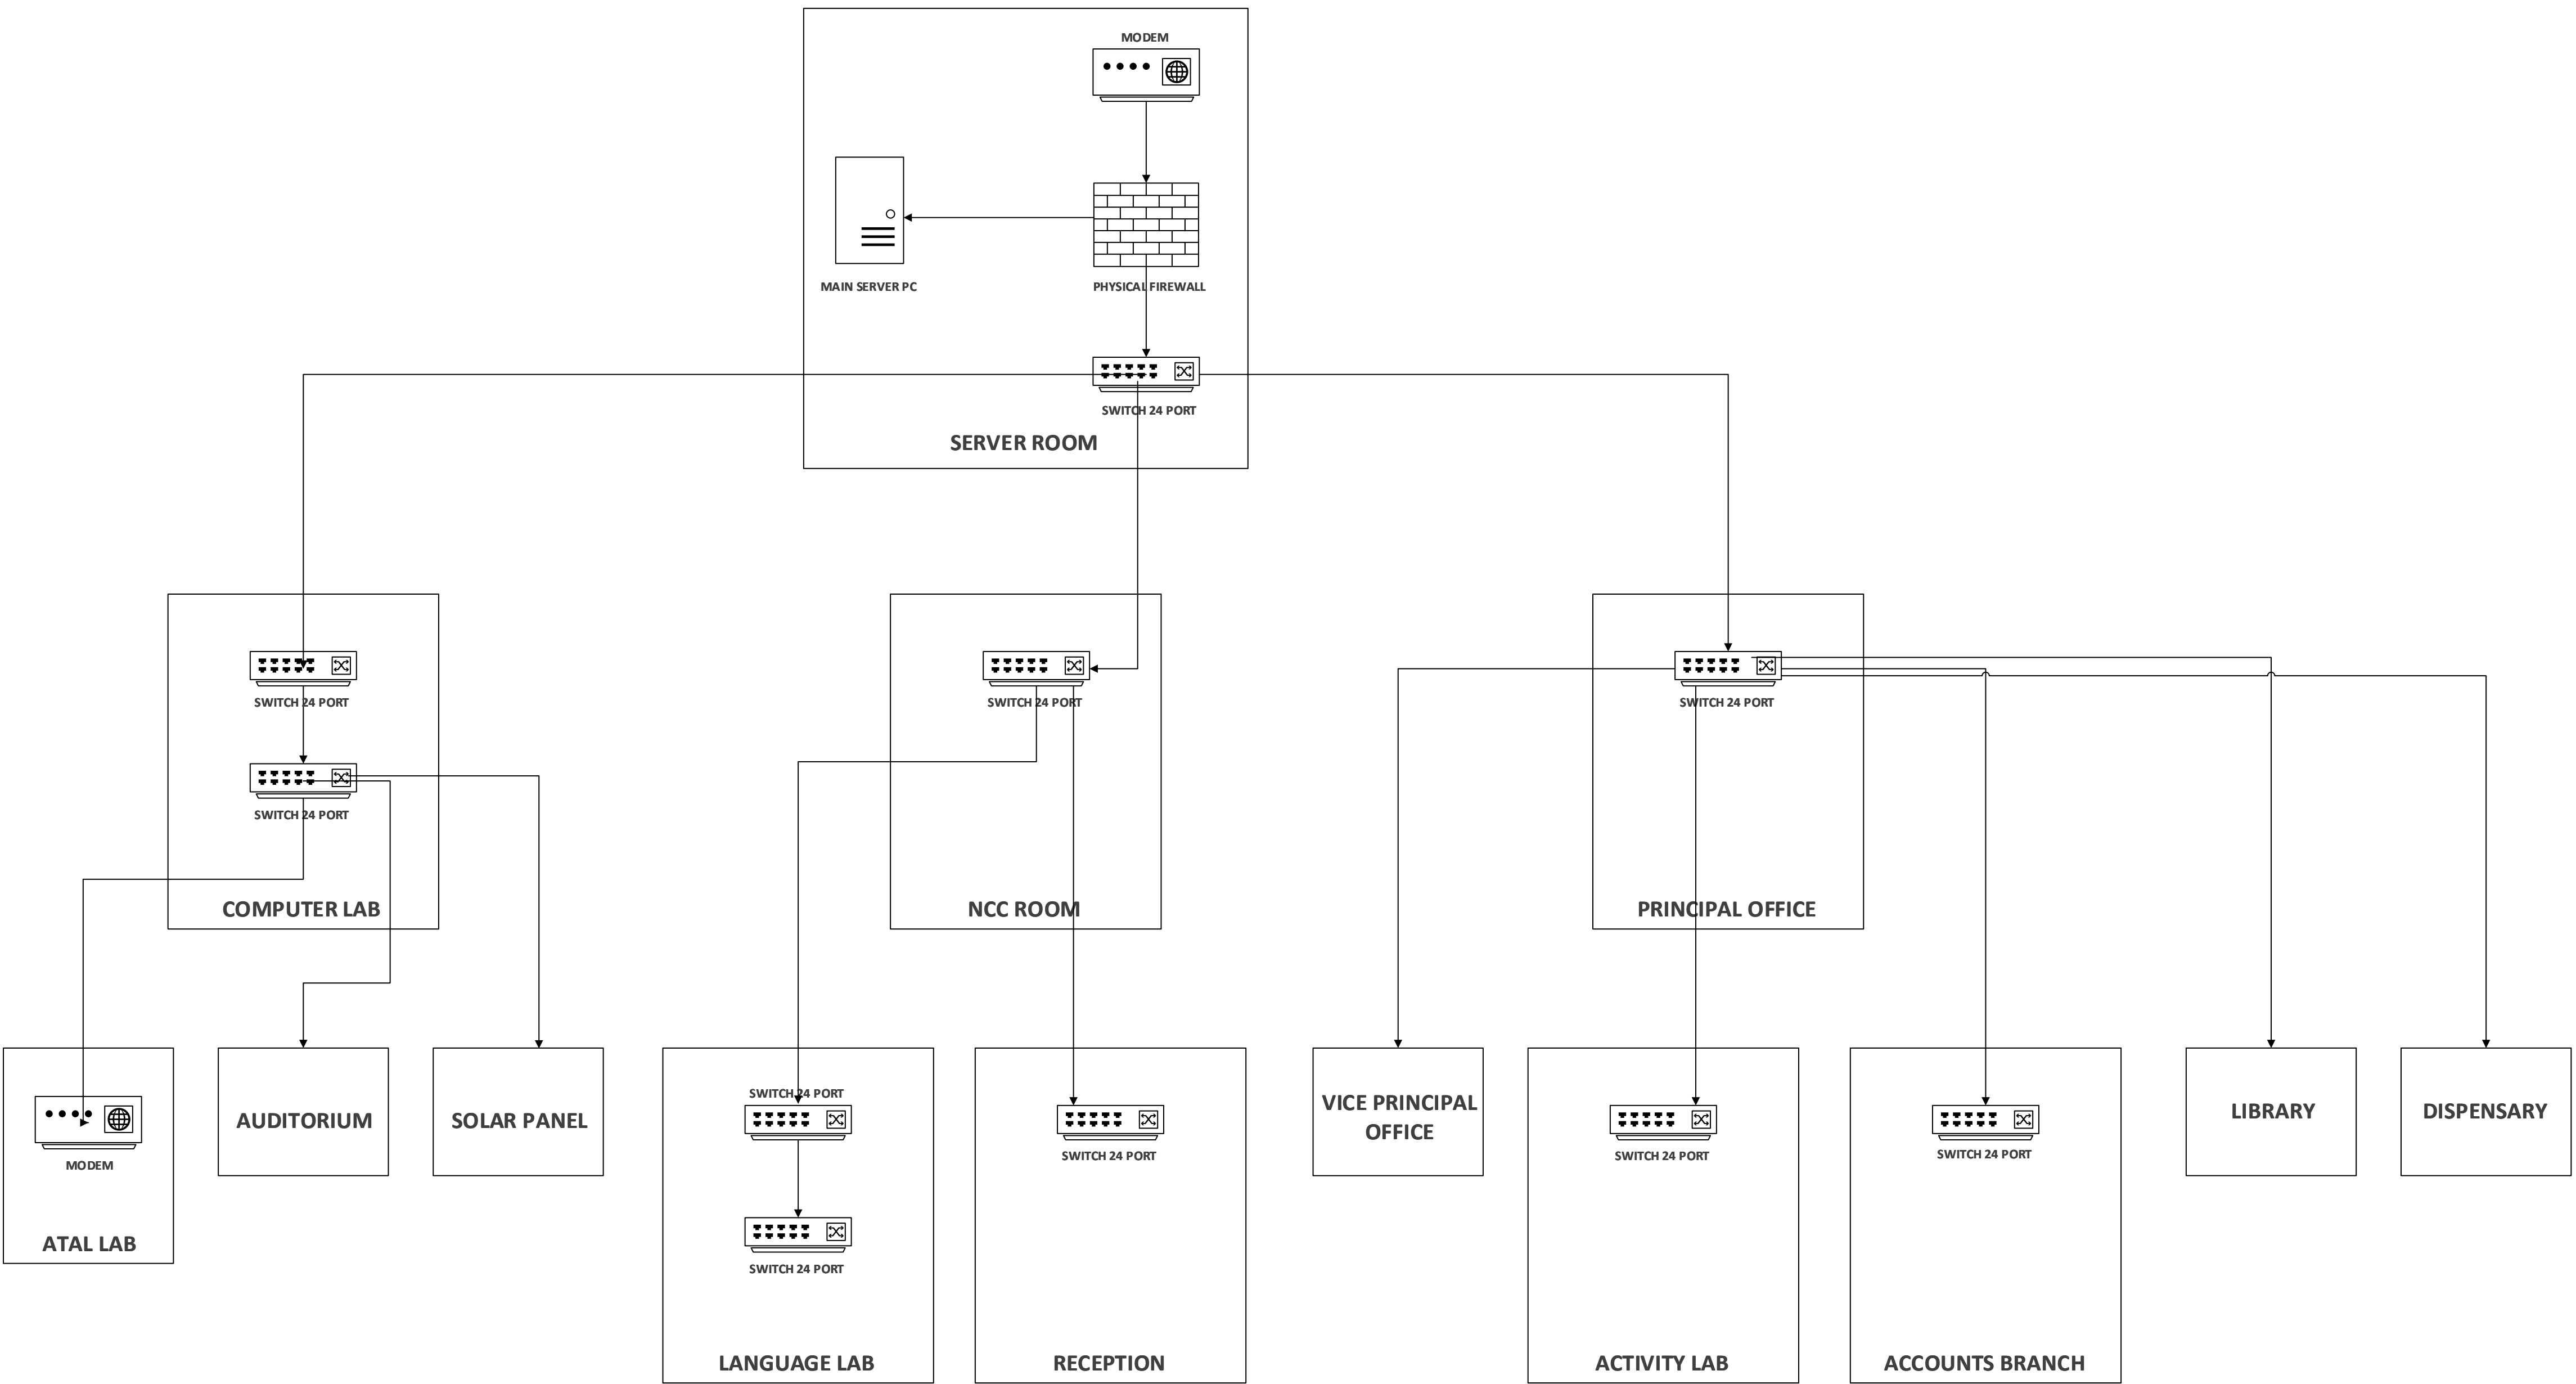 MODEM
MAIN SERVER PC
PHYSICAL FIREWALL
SWITCH 24 PORT
SERVER ROOM
SWITCH 24 PORT
SWITCH 24 PORT
COMPUTER LAB
SWITCH 24 PORT
NCC ROOM
SWITCH 24 PORT
PRINCIPAL OFFICE
MODEM
ATAL LAB
AUDITORIUM
SOLAR PANEL
SWITCH 24 PORT
SWITCH 24 PORT
LANGUAGE LAB
SWITCH 24 PORT
RECEPTION
VICE PRINCIPAL
OFFICE
SWITCH 24 PORT
ACTIVITY LAB
SWITCH 24 PORT
ACCOUNTS BRANCH
LIBRARY
DISPENSARY